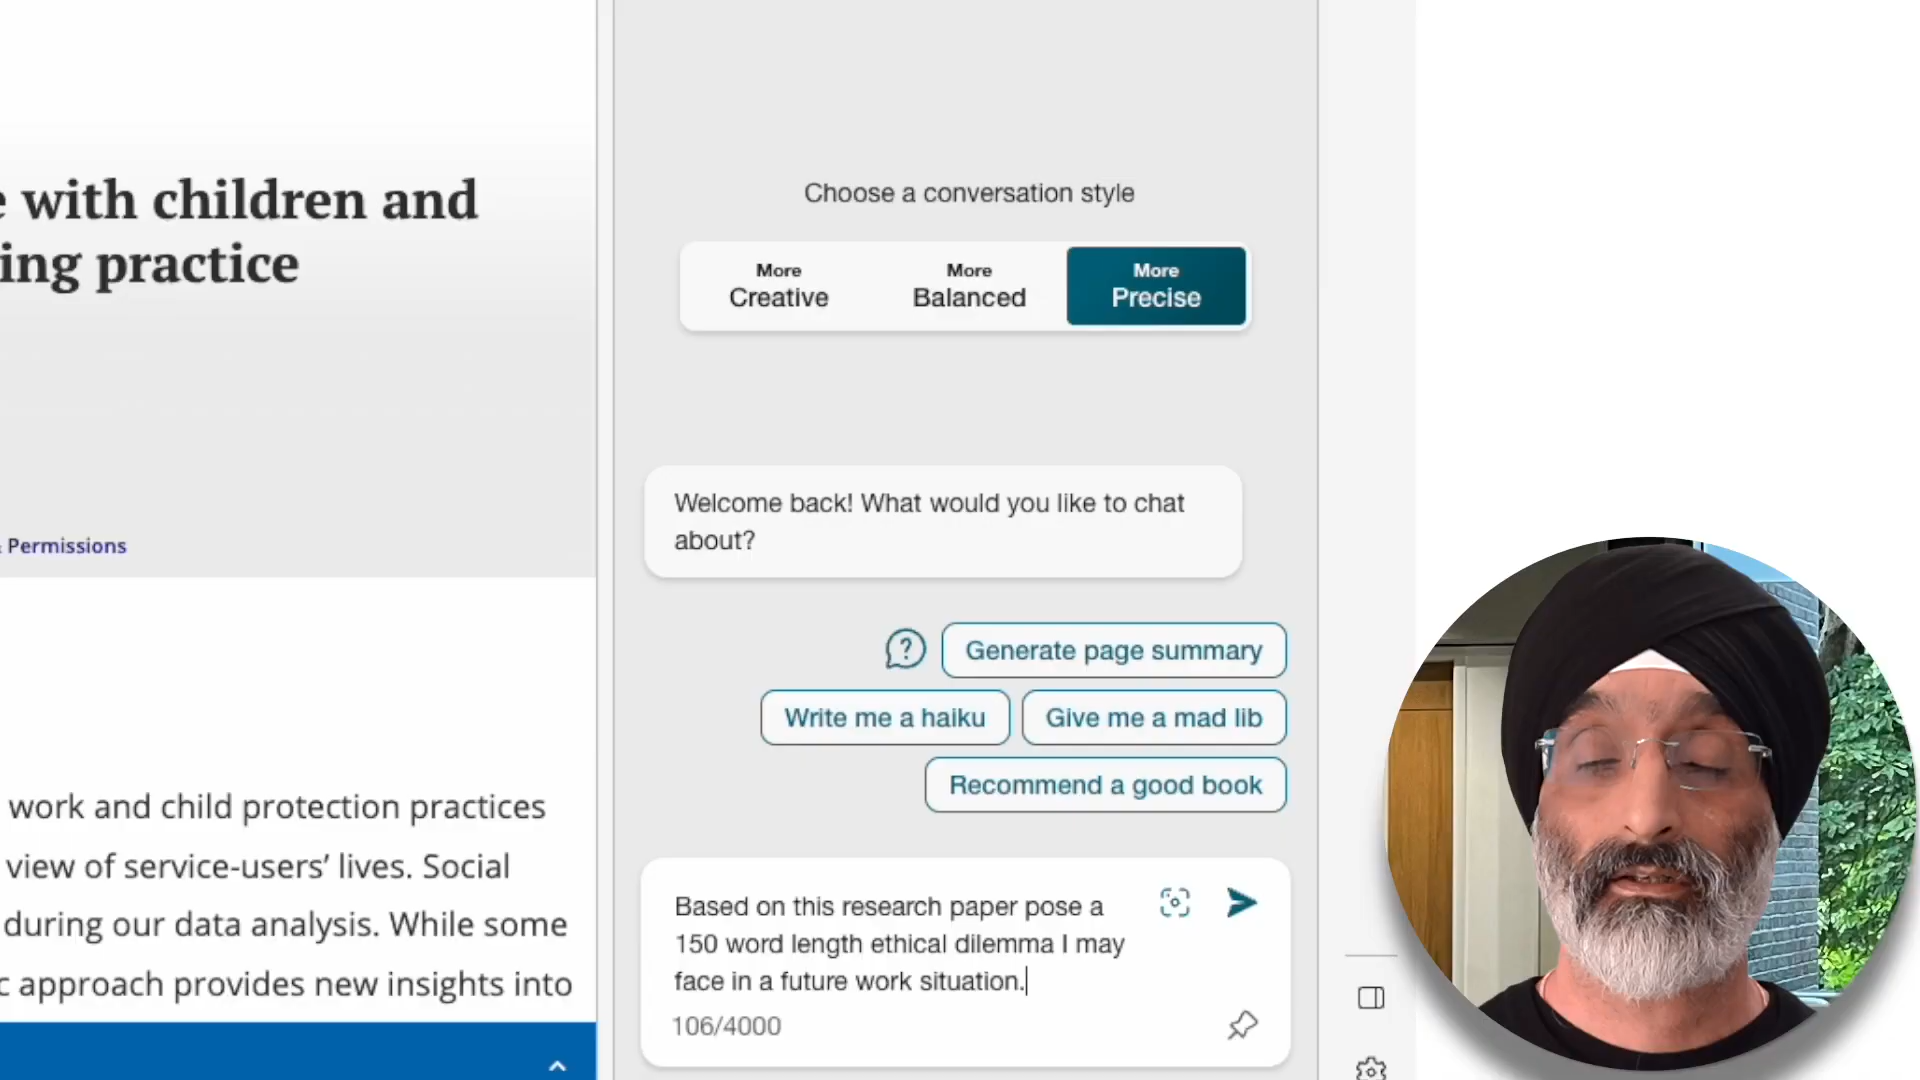 with children and
ing practice
Permissions
work and child protection practices
view of service-users' lives. Social
during our data analysis. While some
approach provides new insights into
Choose a conversation style
More
Creative
More
Balanced
More
Precise
Welcome back! What would you like to chat
about?
Generate page summary
Write me a haiku
Give me a mad lib
Recommend a good book
Based on this research paper pose a
150 word length ethical dilemma I may
face in a future work situation.
106/4000